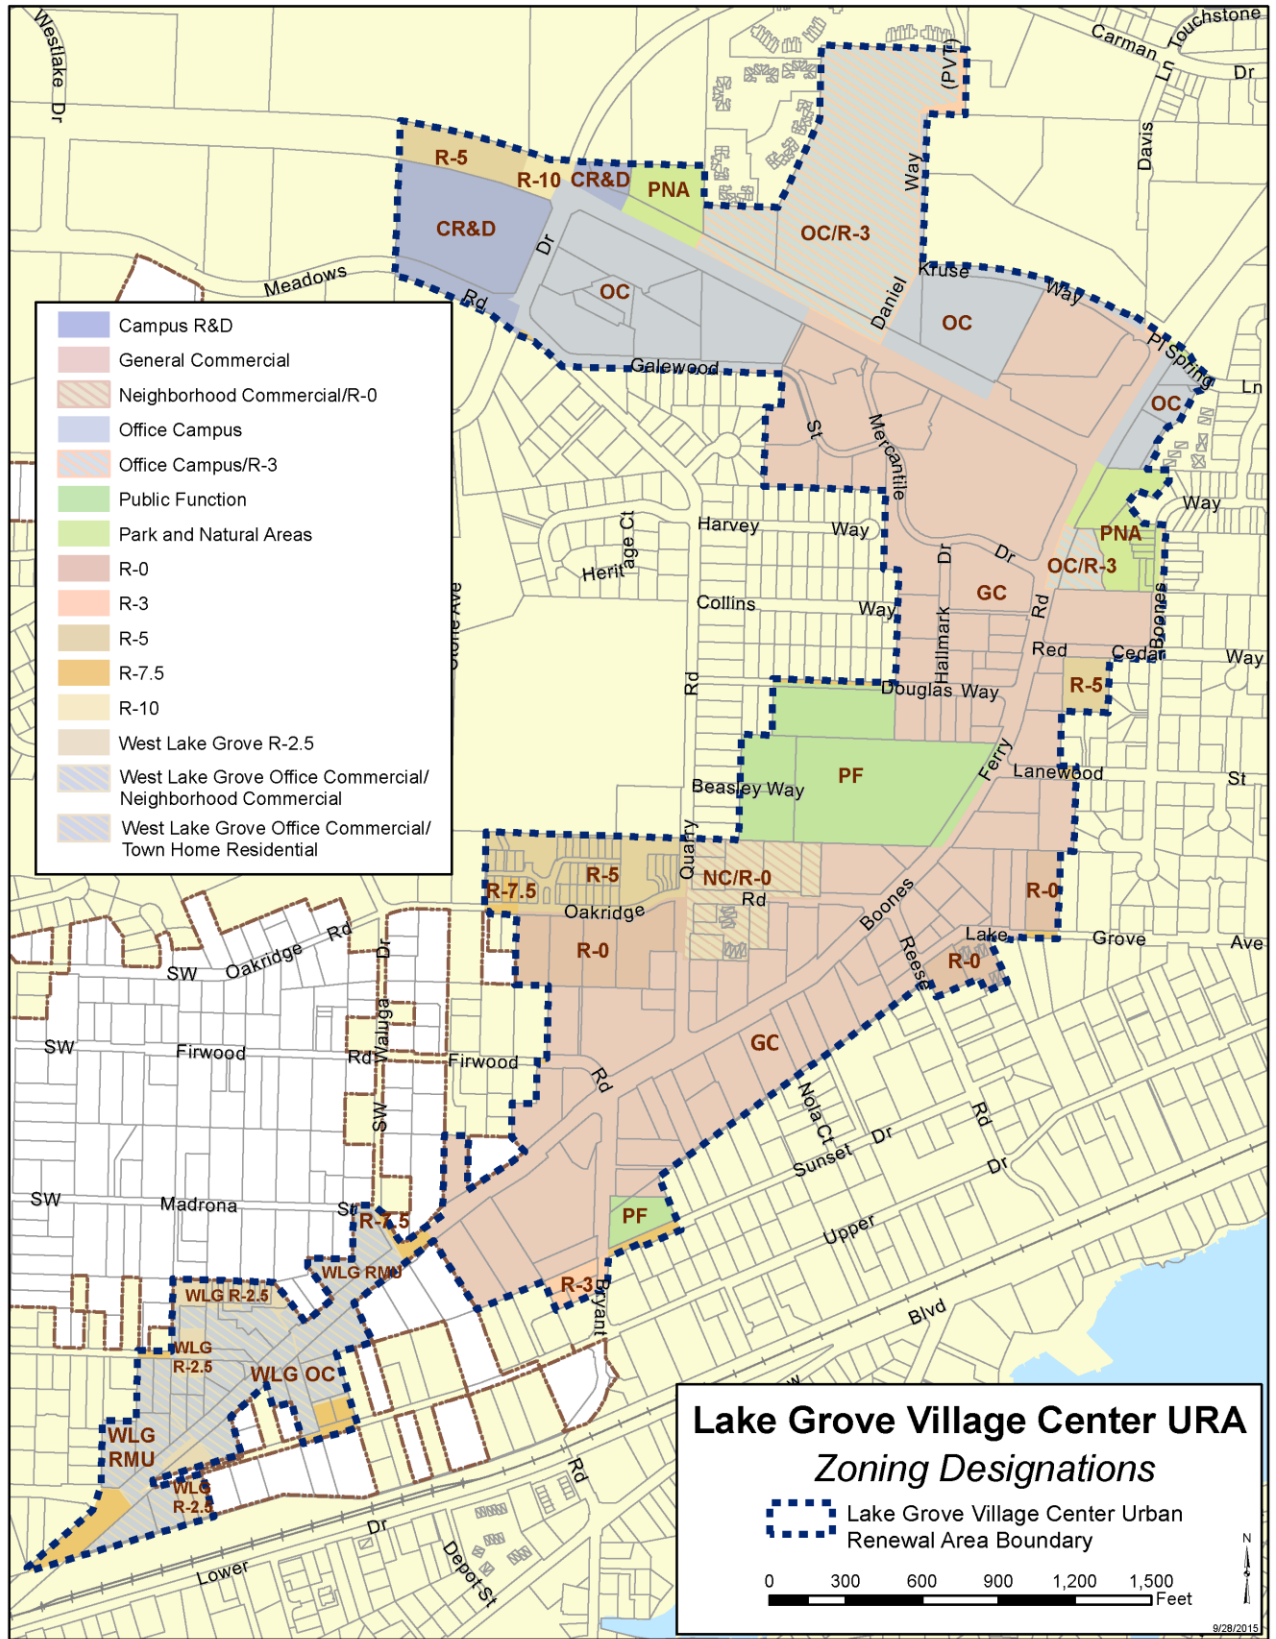 Touchstone
Carman
Westlake Dr
Ln
Dr
(PVT)
Davis
R-5
R-10
CR&D
PNA
Way
CR&D
OC/R-3
Dr
Kruse
Meadows
Way
OC
Rd
Daniel
OC
Pl
Spring
Galewood
Ln
OC
St
Mercantile
Way
Harvey
Way
PNA
Dr
Dr
OC/R-3
Heritage Ct
GC
Collins
Way
Rd
Boones
Hallmark
Red
Cedar
Way
Rd
R-5
Douglas Way
Ferry
Lanewood
St
PF
Beasley Way
Quarry
R-5
NC/R-0
R-7.5
R-0
Rd
Oakridge
Boones
Lake
Grove
Ave
Rd
Dr
R-0
Reese
R-0
SW
Oakridge
Waluga
SW
Firwood
Rd
Firwood
GC
Rd
Nola Ct
Rd
SW
Dr
Sunset
Dr
SW
Madrona
St
R-7.5
PF
Upper
WLG RMU
WLG R-2.5
R-3
Bryant
Blvd
WLG
R-2.5
WLG OC
WLG
RMU
WLG
R-2.5
Rd
Dr
Lower
Depot St
Campus R&D
General Commercial
Neighborhood Commercial/R-0
Office Campus
Office Campus/R-3
Public Function
Park and Natural Areas
R-0
R-3
R-5
R-7.5
R-10
West Lake Grove R-2.5
West Lake Grove Office Commercial/
Neighborhood Commercial
West Lake Grove Office Commercial/
Town Home Residential
Lake Grove Village Center URA
Zoning Designations
Lake Grove Village Center Urban
Renewal Area Boundary
N
0 300 600 900 1,200 1,500
Feet
9/28/2015